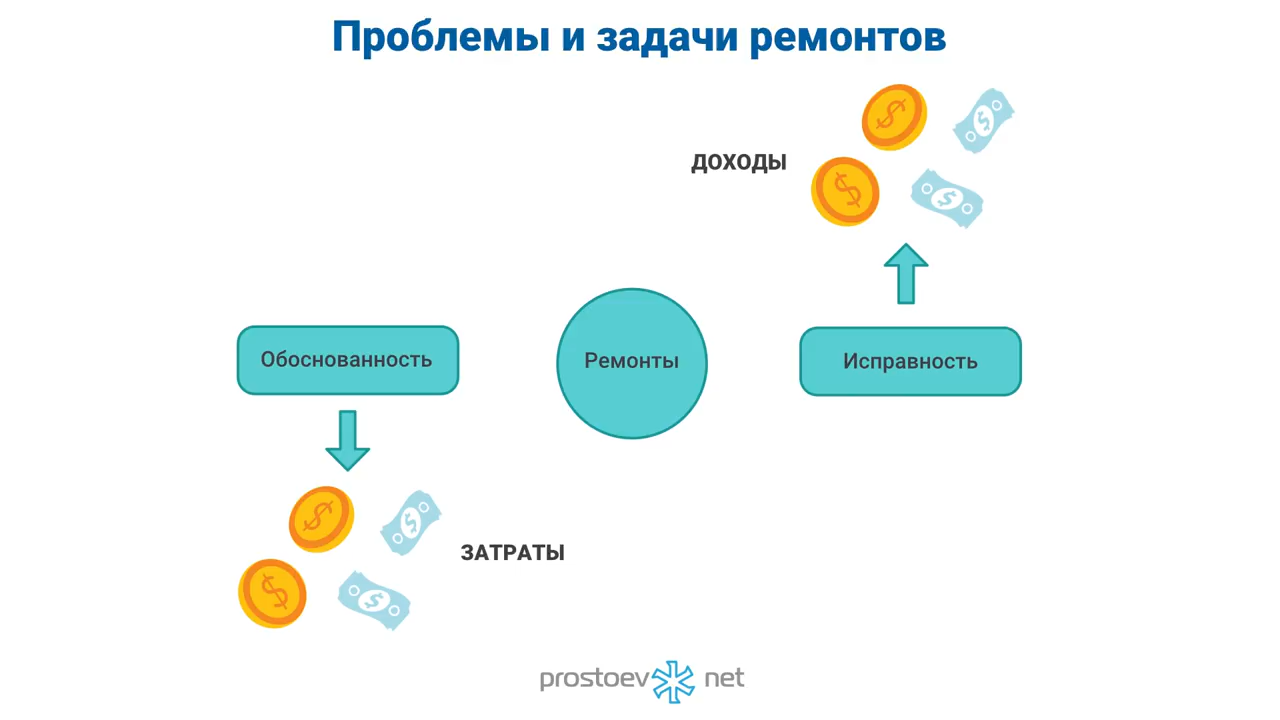 Проблемы и задачи ремонтов
ДОХОДЫ
Обоснованность
Ремонты
Исправность
ЗАТРАТЫ
prostoev net